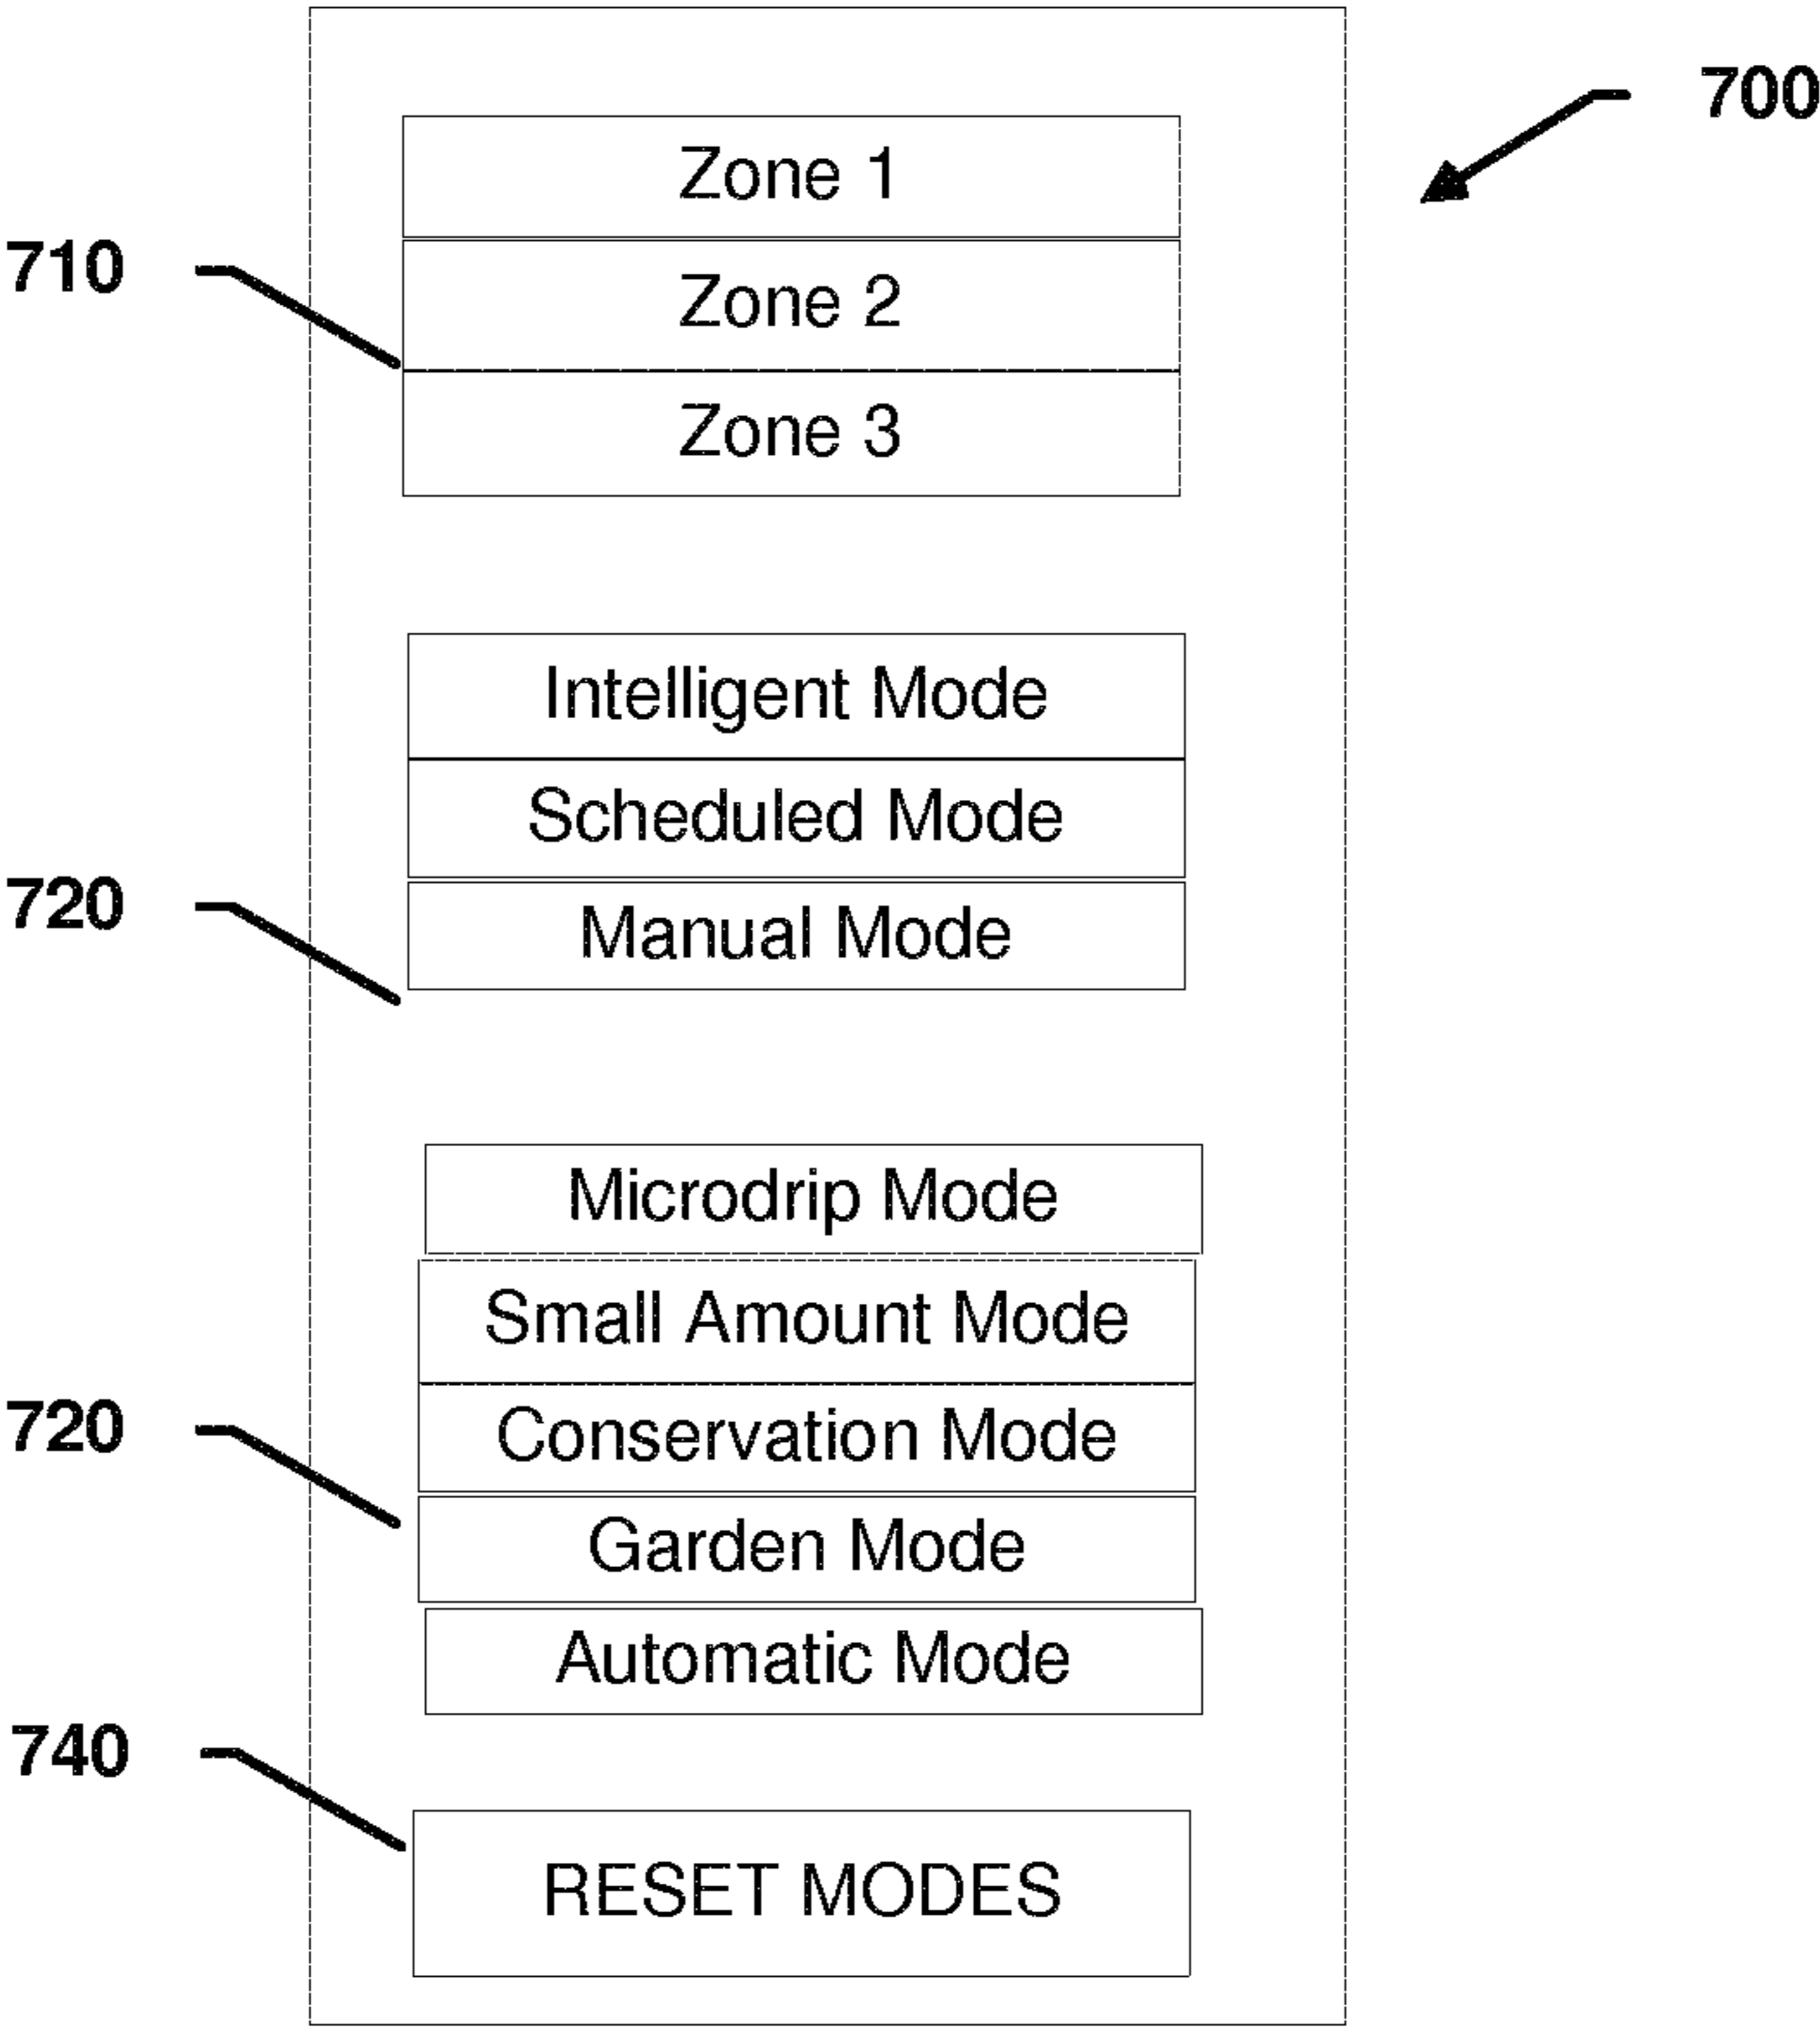 700
Zone 1
710
Zone 2
Zone 3
Intelligent Mode
Scheduled Mode
720
Manual Mode
Microdrip Mode
Small Amount Mode
720
Conservation Mode
Garden Mode
Automatic Mode
740
RESET MODES